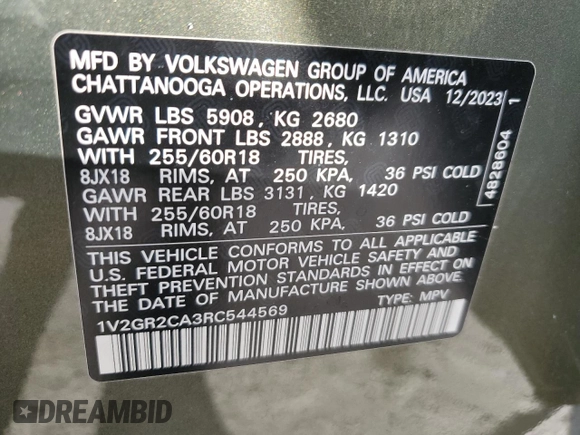 MFD BY VOLKSWAGEN GROUP OF AMERICA
CHATTANOOGA OPERATIONS, LLC. USA 12/2023
GVWR LBS 5908, KG 2680
GAWR FRONT LBS 2888, KG 1310
WITH 255/60R18 TIRES,
8JX18 RIMS, AT 250 KPA, 36 PSI COLD
GAWR REAR LBS 3131, KG 1420
WITH 255/60R18 TIRES,
8JX18 RIMS, AT 250 KPA, 36 PSI COLD
THIS VEHICLE CONFORMS TO ALL APPLICABLE
U.S. FEDERAL MOTOR VEHICLE SAFETY AND
THEFT PREVENTION STANDARDS IN EFFECT ON
THE DATE OF MANUFACTURE SHOWN ABOVE.
1V2GR2CA3RC544569 TYPE: MPV
4828604 1
DREAMBID